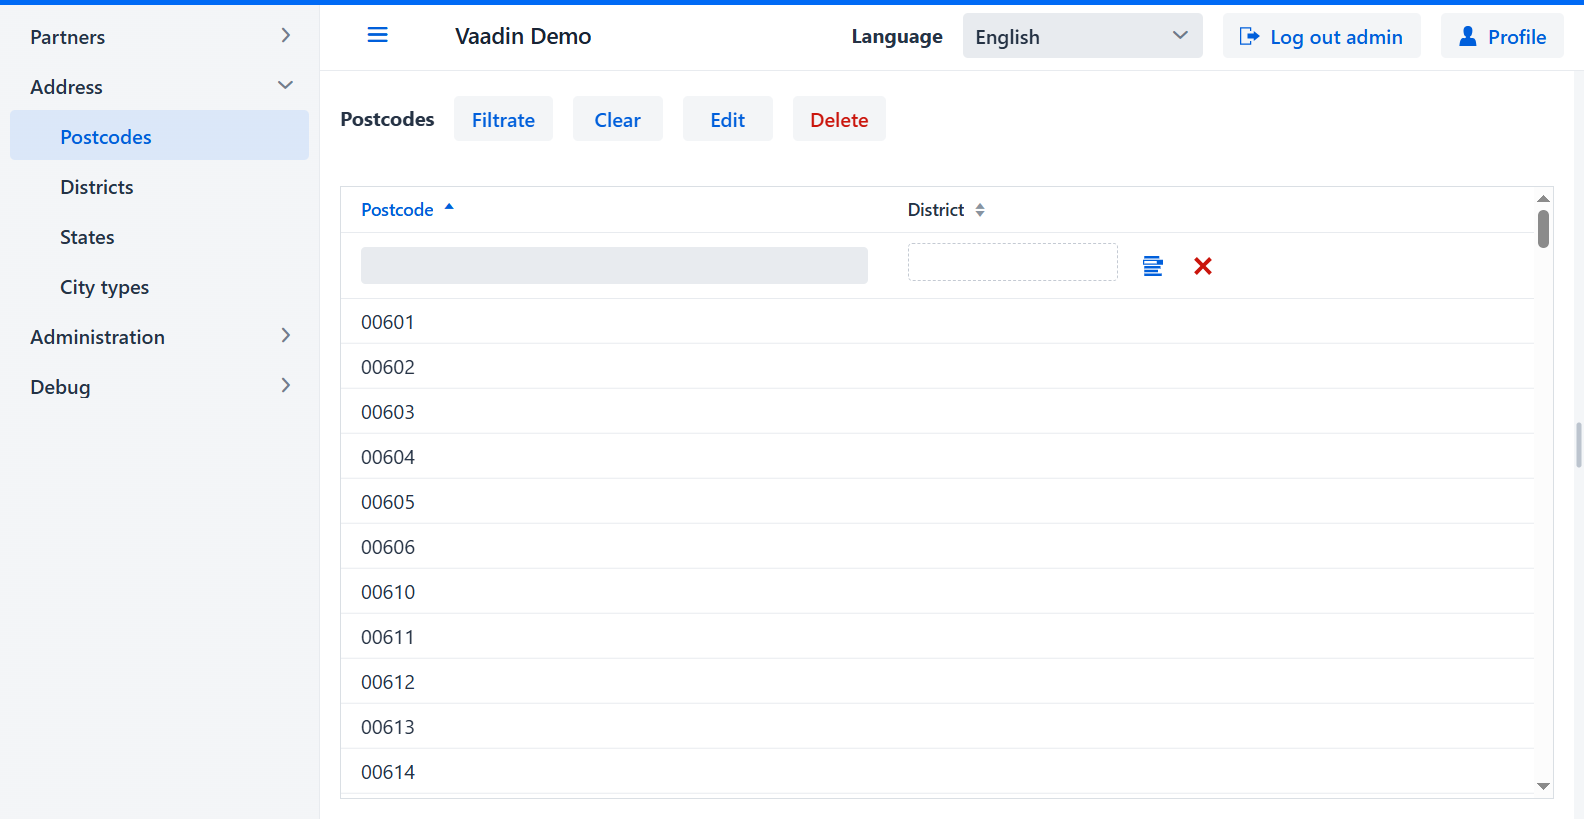 Partners
Address
Postcodes
Districts
States
City types
Administration
Debug
Vaadin Demo
Language
English
Log out admin
Profile
Postcodes
Filtrate
Clear
Edit
Delete
Postcode
District
00601
00602
00603
00604
00605
00606
00610
00611
00612
00613
00614